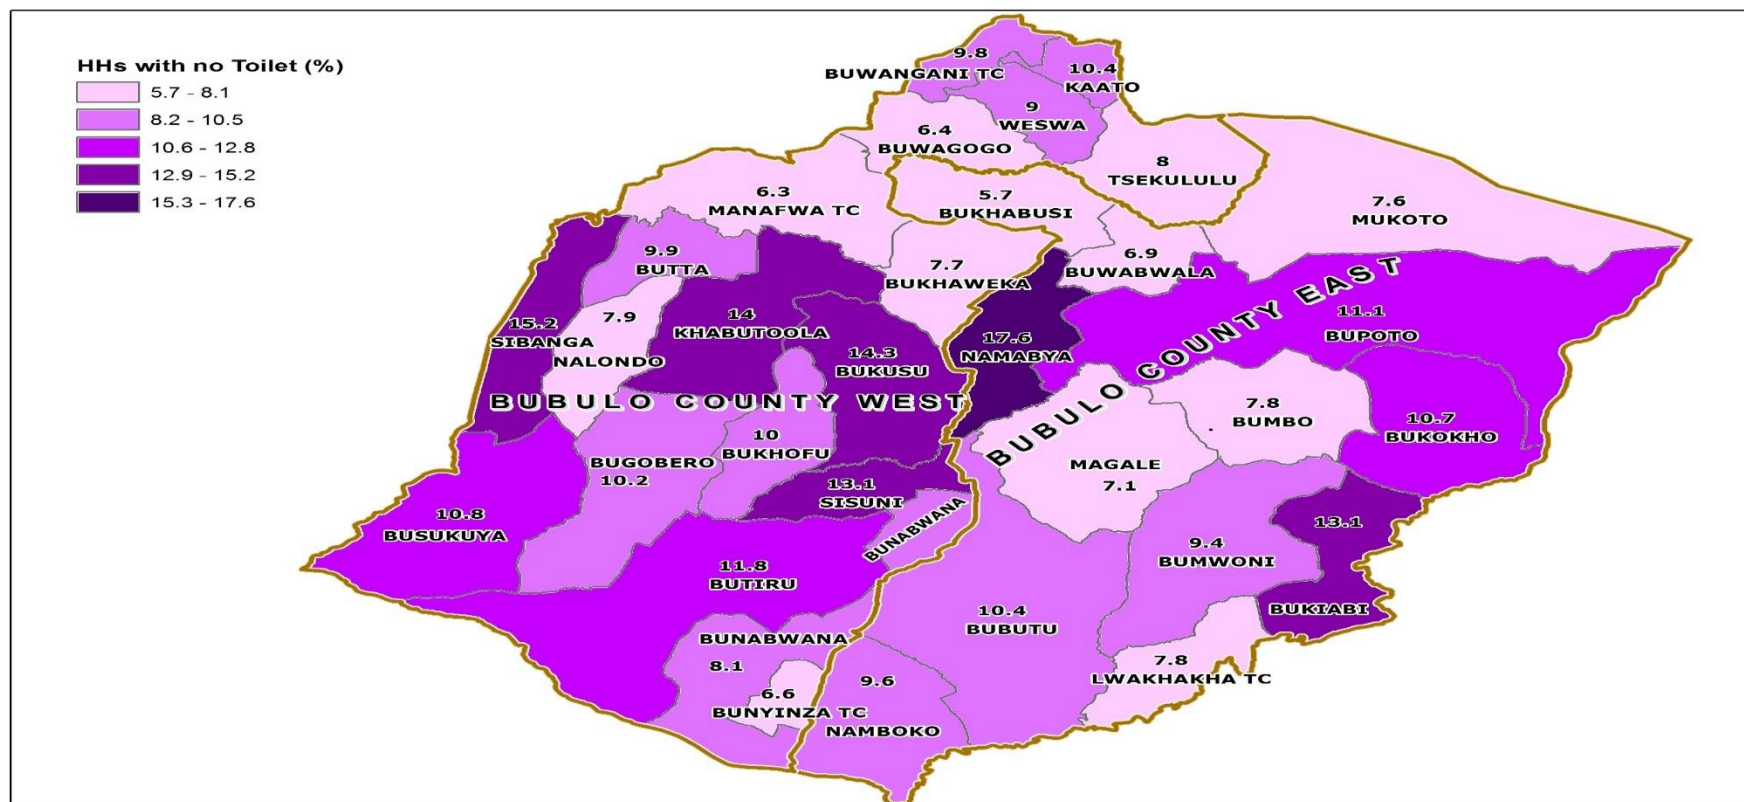 HHs with no Toilet (%)
5.7 - 8.1
8.2 - 10.5
10.6 - 12.8
12.9 - 15.2
15.3 - 17.6
9.8
BUWANGANI TC
10.4
KAATO
9
WESWA
6.4
BUWAGOGO
8
TSEKULULU
6.3
MANAFWA TC
5.7
BUKHABUSI
7.6
MUKOTO
9.9
BUTTA
7.7
BUKHAWEKA
6.9
BUWABWALA
15.2
SIBANGA
7.9
NALONDO
14
KHABUTOOLA
14.3
BUKUSU
17.6
NAMABYA
11.1
BUPOTO
BUBULO COUNTY WEST
BUBULO COUNTY EAST
10
BUKHOFU
7.8
BUMBO
10.7
BUKOKHO
BUGOBERO
10.2
MAGALE
7.1
13.1
SISUNI
10.8
BUSUKUYA
BUNABWANA
13.1
BUKIABI
9.4
BUMWONI
11.8
BUTIRU
10.4
BUBUTU
BUNABWANA
8.1
7.8
LWAKHAKHA TC
6.6
BUNYINZA TC
9.6
NAMBOKO